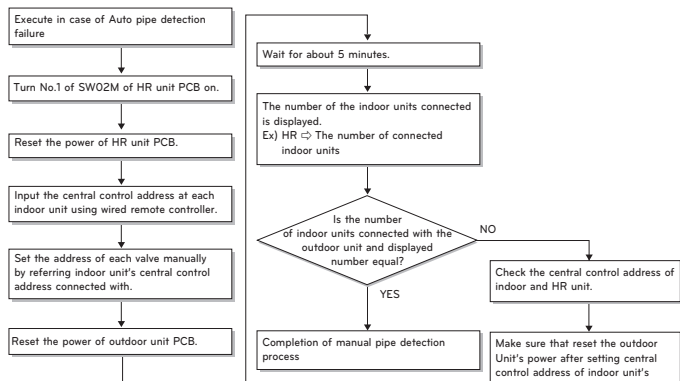 Execute in case of Auto pipe detection
failure
Turn No.1 of SW02M of HR unit PCB on.
Reset the power of HR unit PCB.
Input the central control address at each
indoor unit using wired remote controller.
Set the address of each valve manually
by referring indoor unit's central control
address connected with.
Reset the power of outdoor unit PCB.
Wait for about 5 minutes.
The number of the indoor units connected
is displayed.
Ex) HR ⇨ The number of connected
indoor units
Is the number
of indoor units connected with the
outdoor unit and displayed
number equal?
NO
YES
Check the central control address of
indoor and HR unit.
Completion of manual pipe detection
process
Make sure that reset the outdoor
Unit's power after setting central
control address of indoor unit's